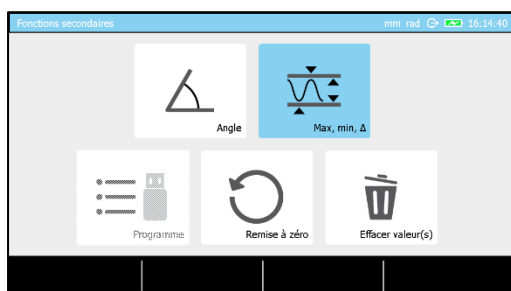 Fonctions secondaires mm rad 16:14:40
Angle Max, min, Δ
Programme Remise à zéro Effacer valeur(s)